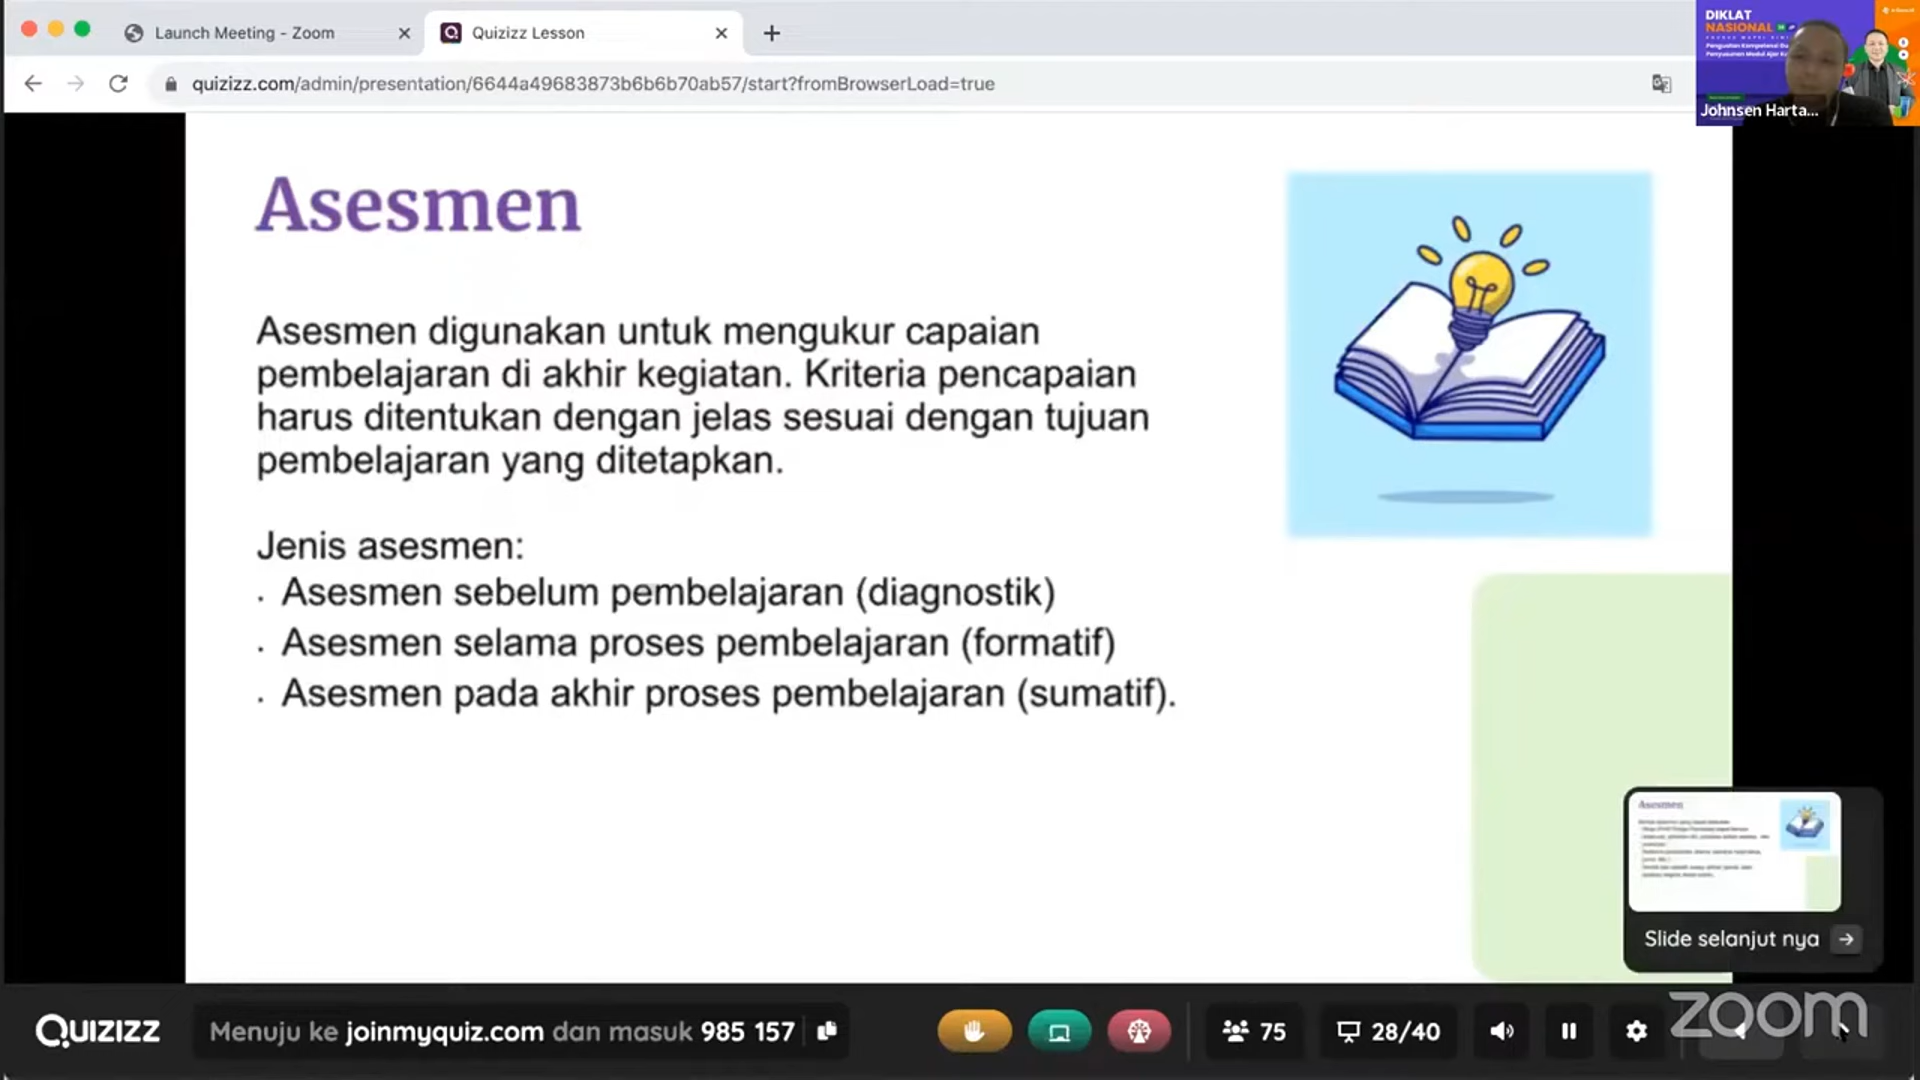 Launch Meeting - Zoom
Quizizz Lesson
quizizz.com/admin/presentation/6644a49683873b6b6b70ab57/start?fromBrowserLoad=true
DIKLAT
NASIONAL
Johnsen Harta...
Asesmen
Asesmen digunakan untuk mengukur capaian
pembelajaran di akhir kegiatan. Kriteria pencapaian
harus ditentukan dengan jelas sesuai dengan tujuan
pembelajaran yang ditetapkan.
Jenis asesmen:
· Asesmen sebelum pembelajaran (diagnostik)
· Asesmen selama proses pembelajaran (formatif)
· Asesmen pada akhir proses pembelajaran (sumatif).
Asesmen
Slide selanjut nya
QUIZIZZ
Menuju ke joinmyquiz.com dan masuk 985 157
75
28/40
zoom